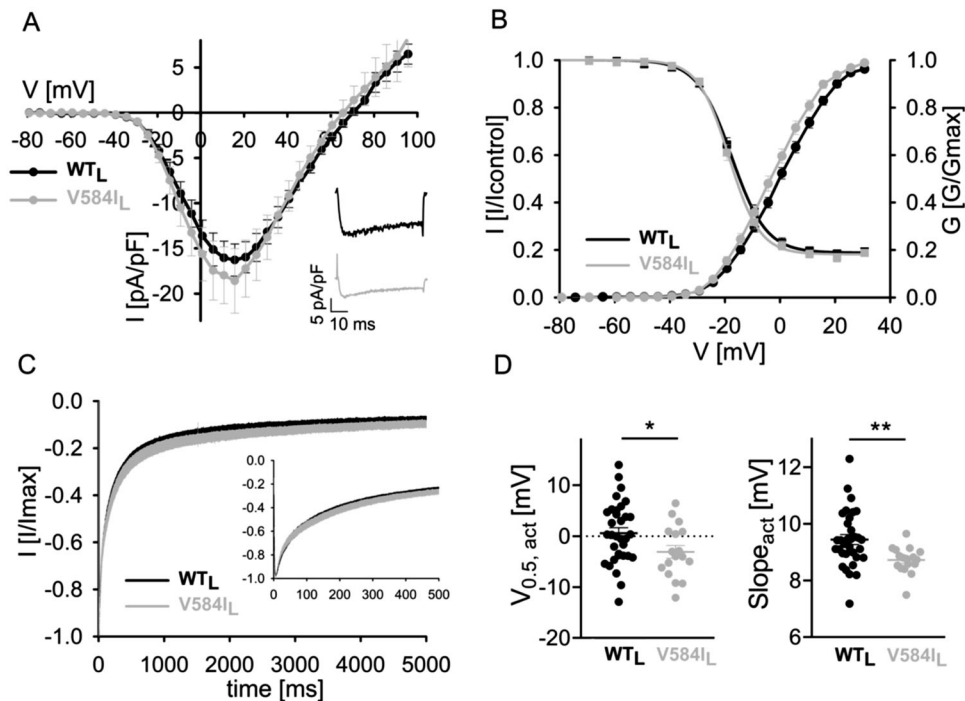 A
5
V [mV]
0
-80 -60 -40 -20 0 20 40 60 80 100
-5
WTL
V584IL
-10
-15
-20
I [pA/pF]
5 pA/pF
10 ms
B
1.0 1.0
0.8 0.8
0.6 0.6
0.4 0.4
0.2 0.2
0.0 0.0
I [I/Icontrol]
G [G/Gmax]
WTL
V584IL
-80 -60 -40 -20 0 20 40
V [mV]
C
0.0
-0.2
-0.4
-0.6
-0.8
-1.0
I [I/Imax]
0.0
-0.2
-0.4
-0.6
-0.8
-1.0
0 100 200 300 400 500
WTL
V584IL
0 1000 2000 3000 4000 5000
time [ms]
D
*
10
0
-10
-20
V0.5, act [mV]
WTL V584IL
**
12
10
8
6
Slopeact [mV]
WTL V584IL